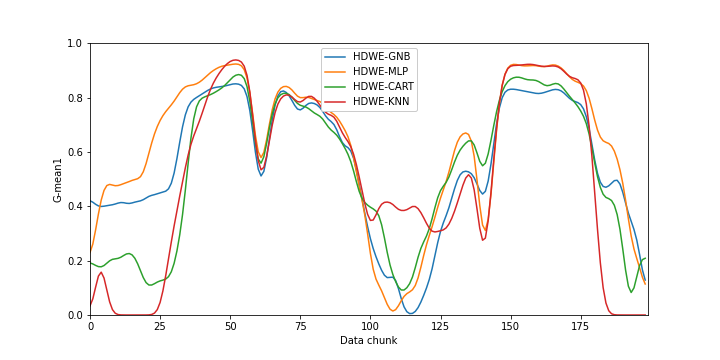 1.0
0.8
0.6
0.4
0.2
0.0
G-mean1
HDWE-GNB
HDWE-MLP
HDWE-CART
HDWE-KNN
0 25 50 75 100 125 150 175
Data chunk